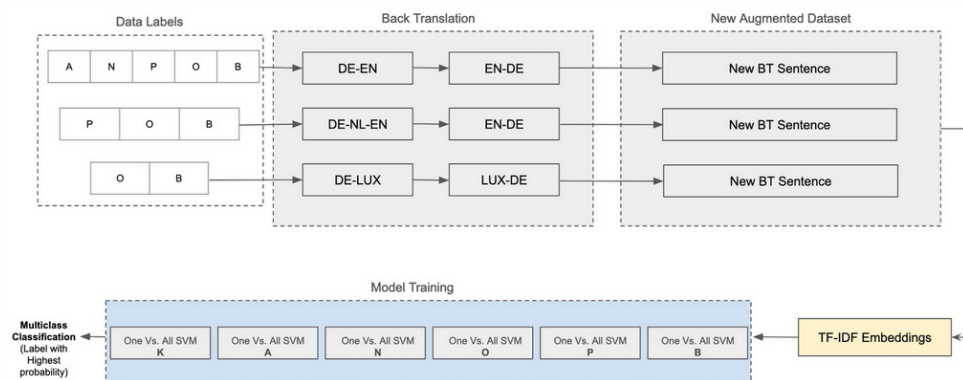 Data Labels
Back Translation
New Augmented Dataset
A N P O B
DE-EN
EN-DE
New BT Sentence
P O B
DE-NL-EN
EN-DE
New BT Sentence
O B
DE-LUX
LUX-DE
New BT Sentence
Model Training
Multiclass
Classification
(Label with
Highest
probability)
One Vs. All SVM
K
One Vs. All SVM
A
One Vs. All SVM
N
One Vs. All SVM
O
One Vs. All SVM
P
One Vs. All SVM
B
TF-IDF Embeddings